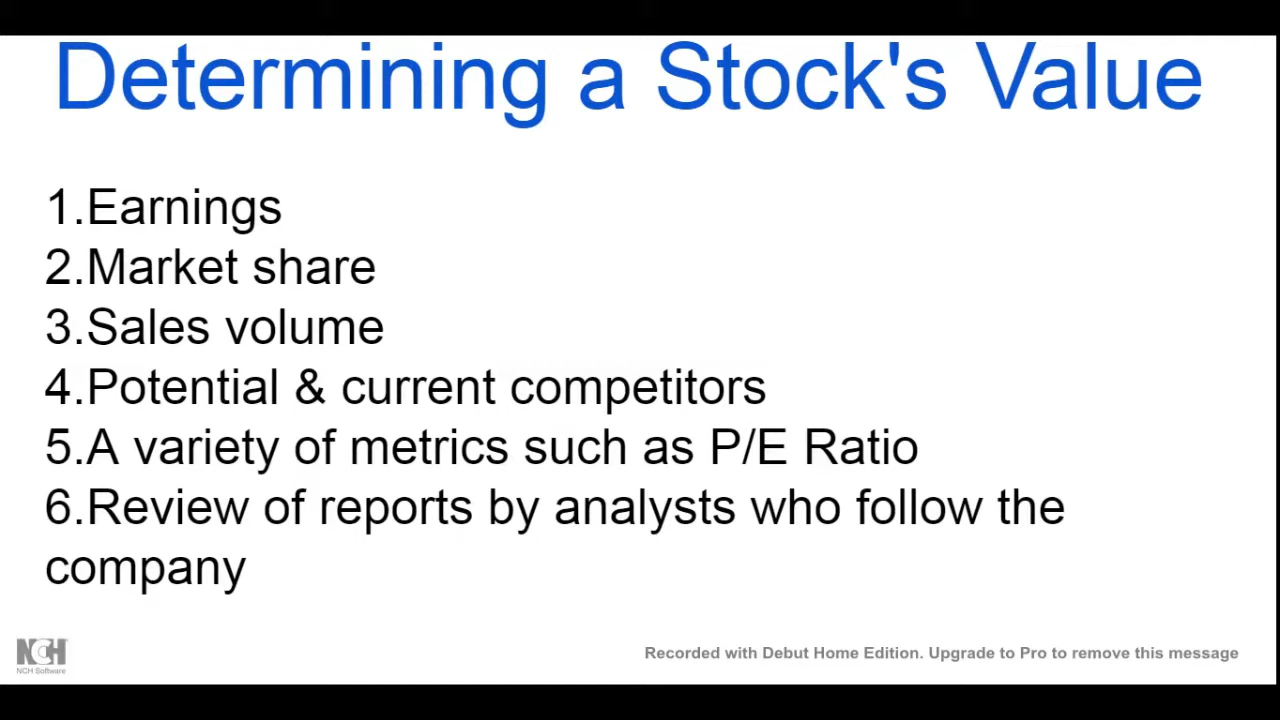 Determining a Stock's Value
1.Earnings
2.Market share
3.Sales volume
4.Potential & current competitors
5.A variety of metrics such as P/E Ratio
6.Review of reports by analysts who follow the
company
NCH
NCH Software
Recorded with Debut Home Edition. Upgrade to Pro to remove this message